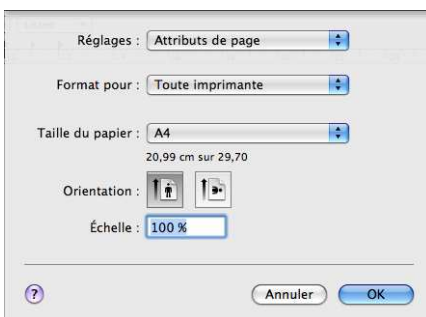 Réglages : Attributs de page
Format pour : Toute imprimante
Taille du papier : A4
20,99 cm sur 29,70
Orientation :
Échelle : 100 %
? Annuler OK